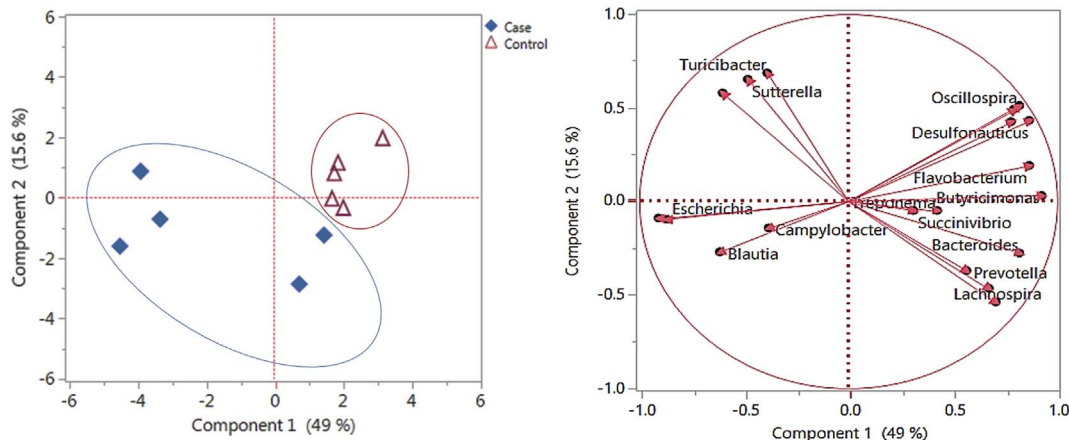 6
4
2
0
-2
-4
-6
-6
-4
-2
0
2
4
6
Component 2 (15.6 %)
Component 1 (49 %)
Case
Control
1.0
0.5
0.0
-0.5
-1.0
-1.0
-0.5
0.0
0.5
1.0
Component 2 (15.6 %)
Component 1 (49 %)
Turicibacter
Sutterella
Oscillospira
Desulfonauticus
Flavobacterium
Butyricimonas
Escherichia
Succinivibrio
Campylobacter
Bacteroides
Blautia
Prevotella
Lachnospira